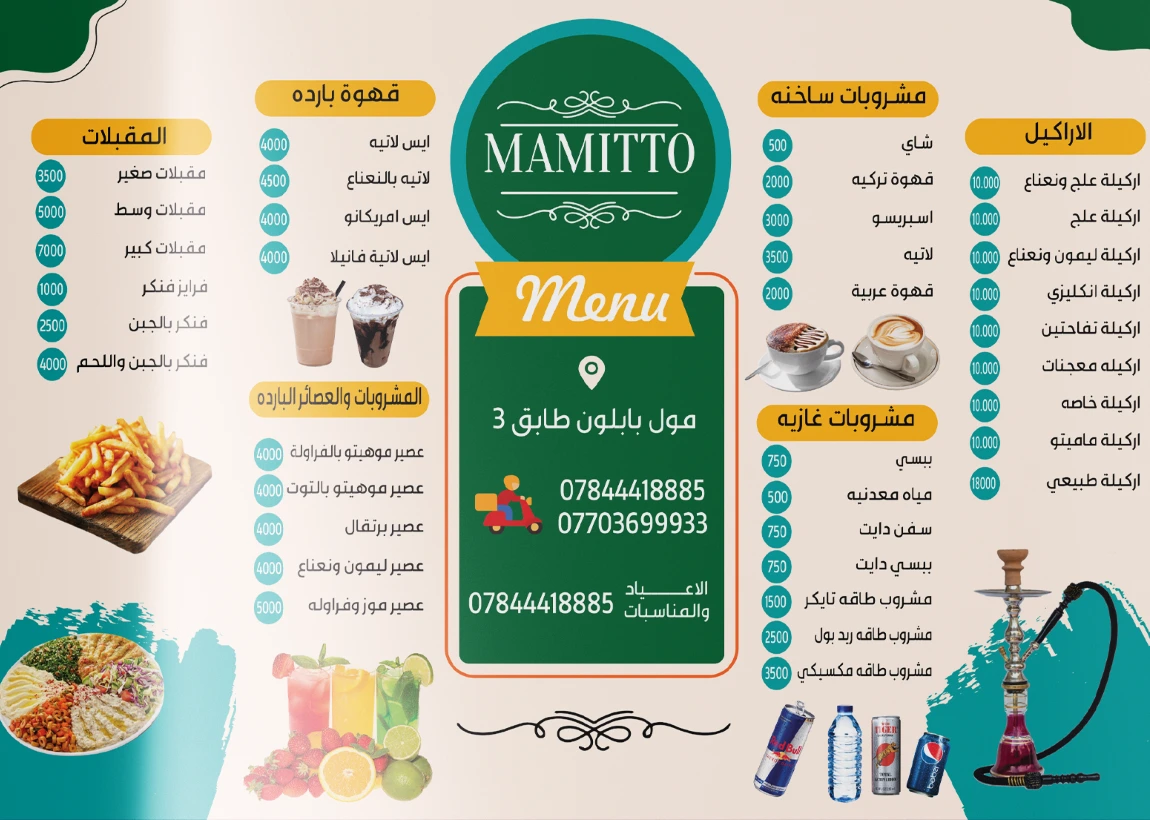 الاراكيل
اركيلة علج ونعناع 10.000
اركيلة علج 10.000
اركيلة ليمون ونعناع 10.000
اركيلة انكليزي 10.000
اركيلة تفاحتين 10.000
اركيله معجنات 10.000
اركيلة خاصه 10.000
اركيلة ماميتو 10.000
اركيلة طبيعي 18000
مشروبات ساخنه
شاي 500
قهوة تركيه 2000
اسبريسو 3000
لاتيه 3500
قهوة عربية 2000
مشروبات غازيه
ببسي 750
مياه معدنيه 500
سفن دايت 750
ببسي دايت 750
مشروب طاقه تايكر 1500
مشروب طاقه ريد بول 2500
مشروب طاقه مكسيكي 3500
Red Bull
TIGER
MAMITTO
Menu
مول بابلون طابق 3
07844418885
07703699933
الاعياد
والمناسبات 07844418885
قهوة بارده
ايس لاتيه 4000
لاتيه بالنعناع 4500
ايس امريكانو 4000
ايس لاتية فانيلا 4000
المشروبات والعصائر البارده
عصير موهيتو بالفراولة 4000
عصير موهيتو بالتوت 4000
عصير برتقال 4000
عصير ليمون ونعناع 4000
عصير موز وفراوله 5000
المقبلات
مقبلات صغير 3500
مقبلات وسط 5000
مقبلات كبير 7000
فرايز فنكر 1000
فنكر بالجبن 2500
فنكر بالجبن واللحم 4000